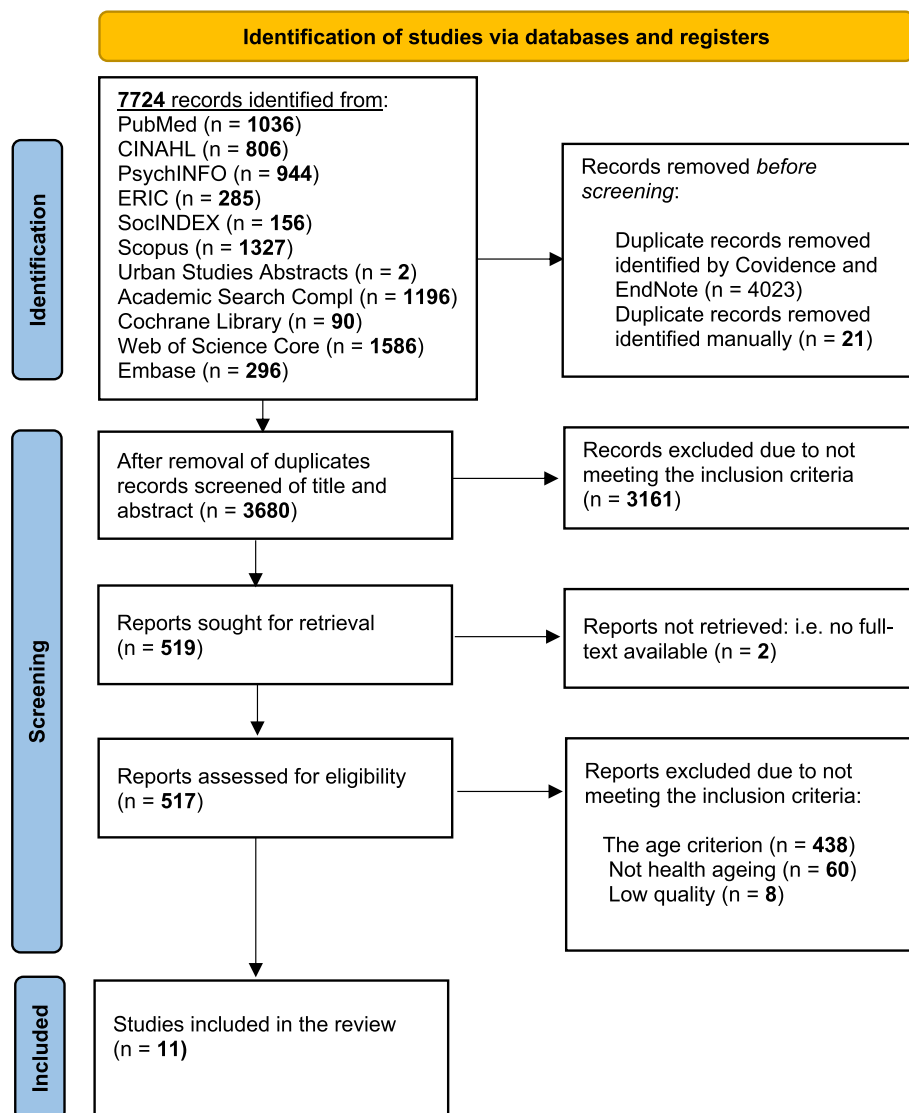 Identification of studies via databases and registers
Identification
7724 records identified from:
PubMed (n = 1036)
CINAHL (n = 806)
PsychINFO (n = 944)
ERIC (n = 285)
SocINDEX (n = 156)
Scopus (n = 1327)
Urban Studies Abstracts (n = 2)
Academic Search Compl (n = 1196)
Cochrane Library (n = 90)
Web of Science Core (n = 1586)
Embase (n = 296)
Records removed before
screening:
Duplicate records removed
identified by Covidence and
EndNote (n = 4023)
Duplicate records removed
identified manually (n = 21)
Screening
After removal of duplicates
records screened of title and
abstract (n = 3680)
Records excluded due to not
meeting the inclusion criteria
(n = 3161)
Reports sought for retrieval
(n = 519)
Reports not retrieved: i.e. no full-
text available (n = 2)
Reports assessed for eligibility
(n = 517)
Reports excluded due to not
meeting the inclusion criteria:
The age criterion (n = 438)
Not health ageing (n = 60)
Low quality (n = 8)
Included
Studies included in the review
(n = 11)